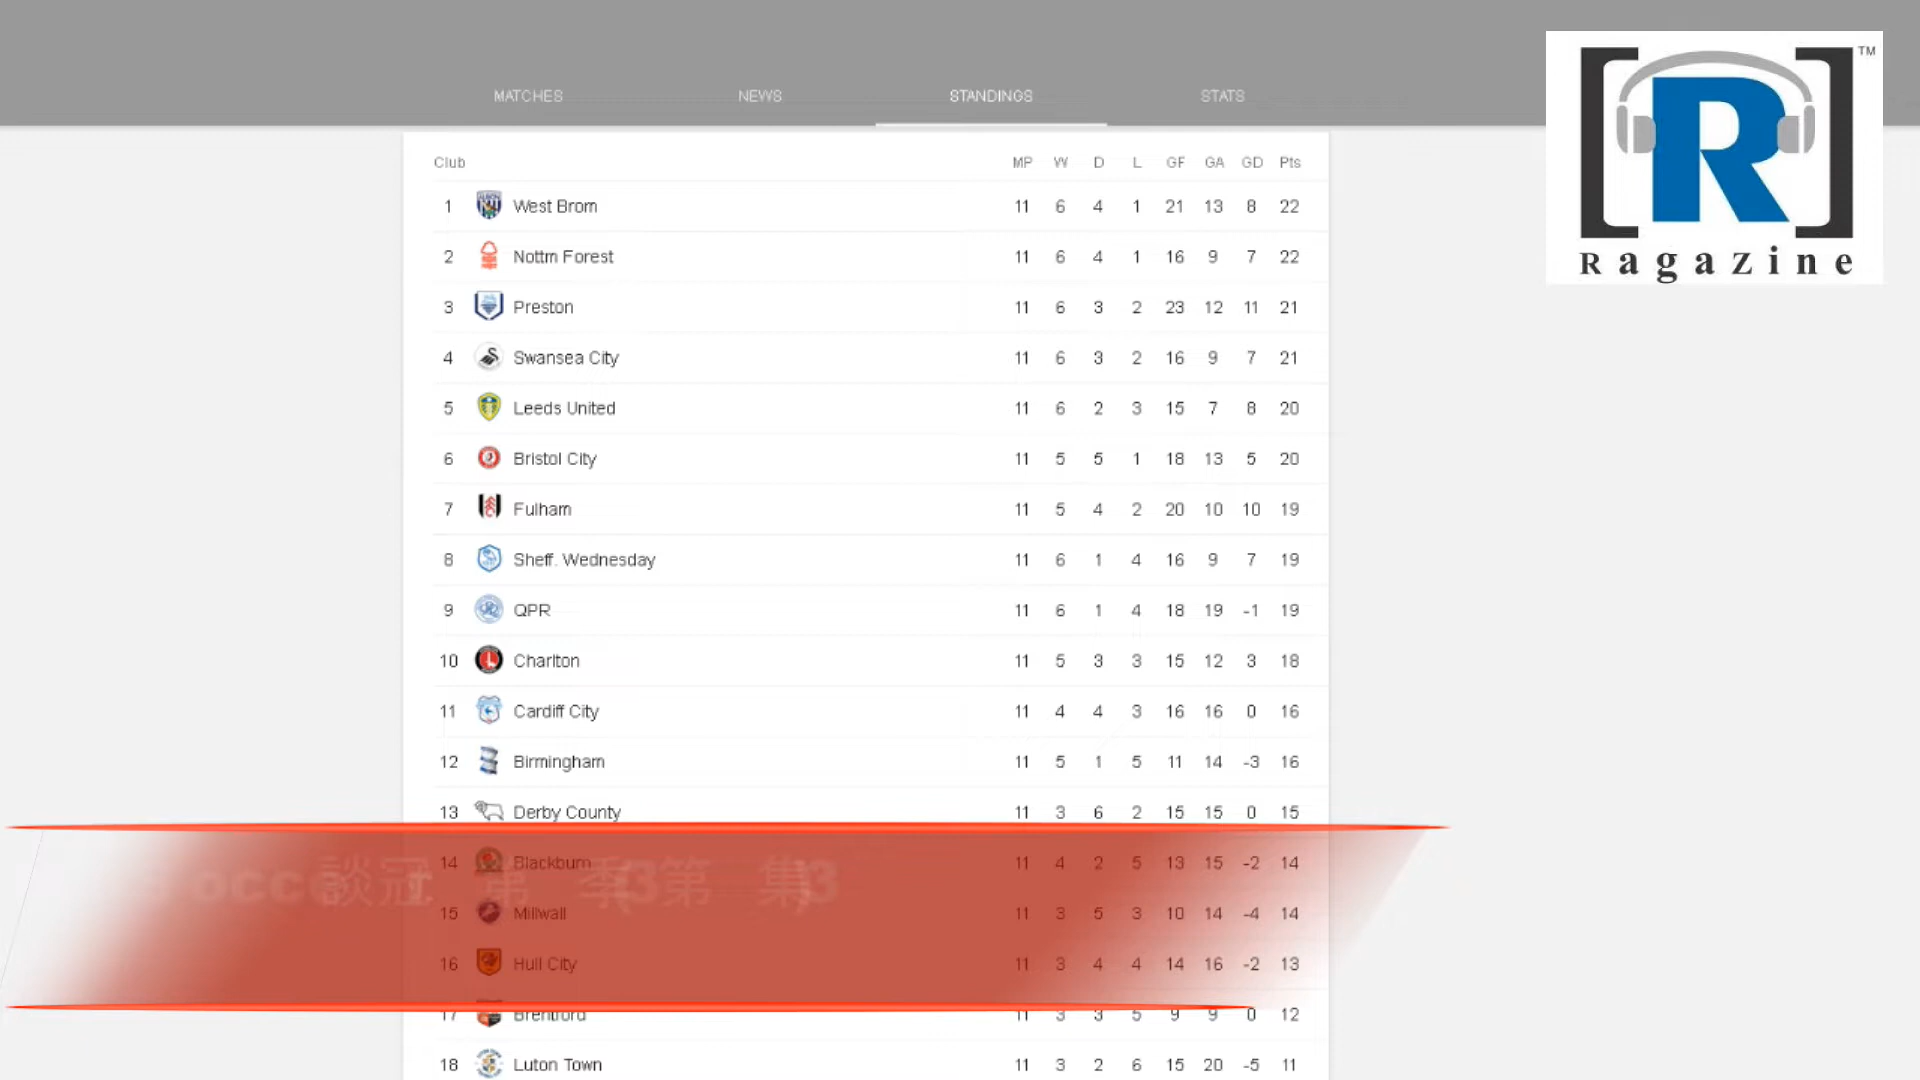 MATCHES NEWS STANDINGS STATS
TM
Ragazine
Club MP W D L GF GA GD Pts
1 West Brom 11 6 4 1 21 13 8 22
2 Nottm Forest 11 6 4 1 16 9 7 22
3 Preston 11 6 3 2 23 12 11 21
4 Swansea City 11 6 3 2 16 9 7 21
5 Leeds United 11 6 2 3 15 7 8 20
6 Bristol City 11 5 5 1 18 13 5 20
7 Fulham 11 5 4 2 20 10 10 19
8 Sheff. Wednesday 11 6 1 4 16 9 7 19
9 QPR 11 6 1 4 18 19 -1 19
10 Charlton 11 5 3 3 15 12 3 18
11 Cardiff City 11 4 4 3 16 16 0 16
12 Birmingham 11 5 1 5 11 14 -3 16
13 Derby County 11 3 6 2 15 15 0 15
14 Blackburn 11 4 2 5 13 15 -2 14
15 Millwall 11 3 5 3 10 14 -4 14
16 Hull City 11 3 4 4 14 16 -2 13
17 Brentford 11 3 3 5 9 9 0 12
18 Luton Town 11 3 2 6 15 20 -5 11